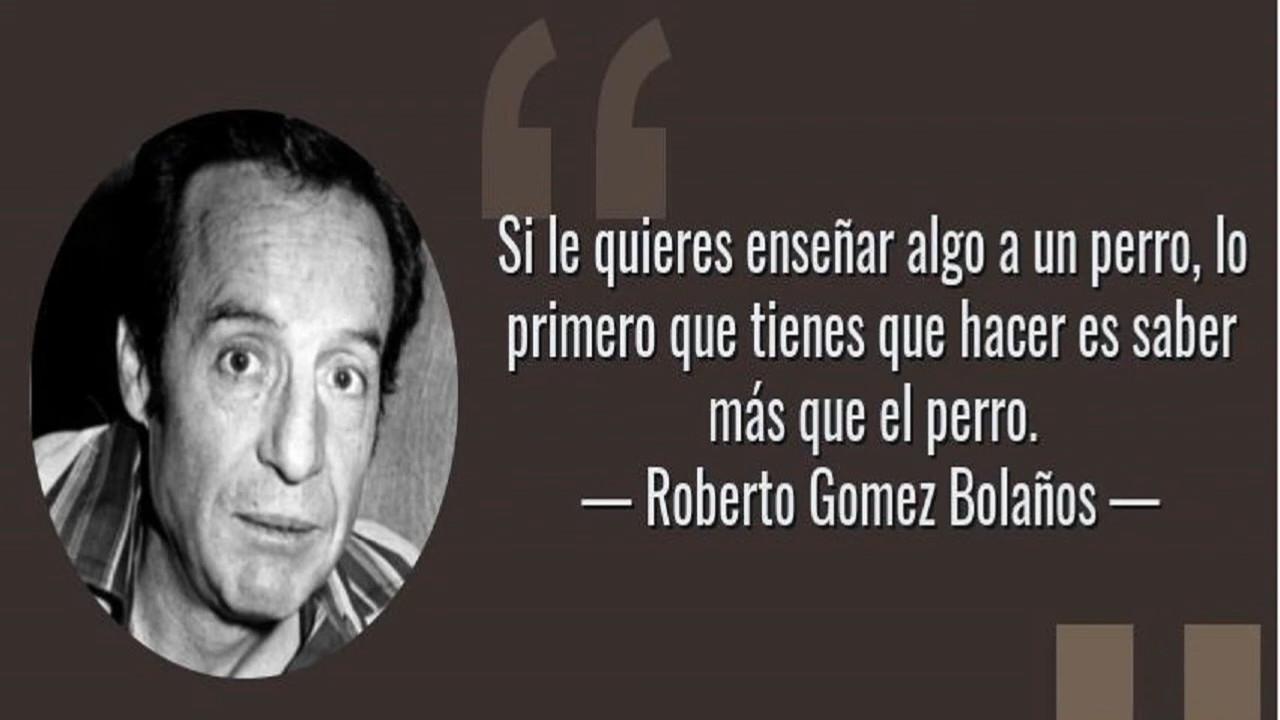 Si le quieres enseñar algo a un perro, lo
primero que tienes que hacer es saber
más que el perro.
— Roberto Gomez Bolaños —